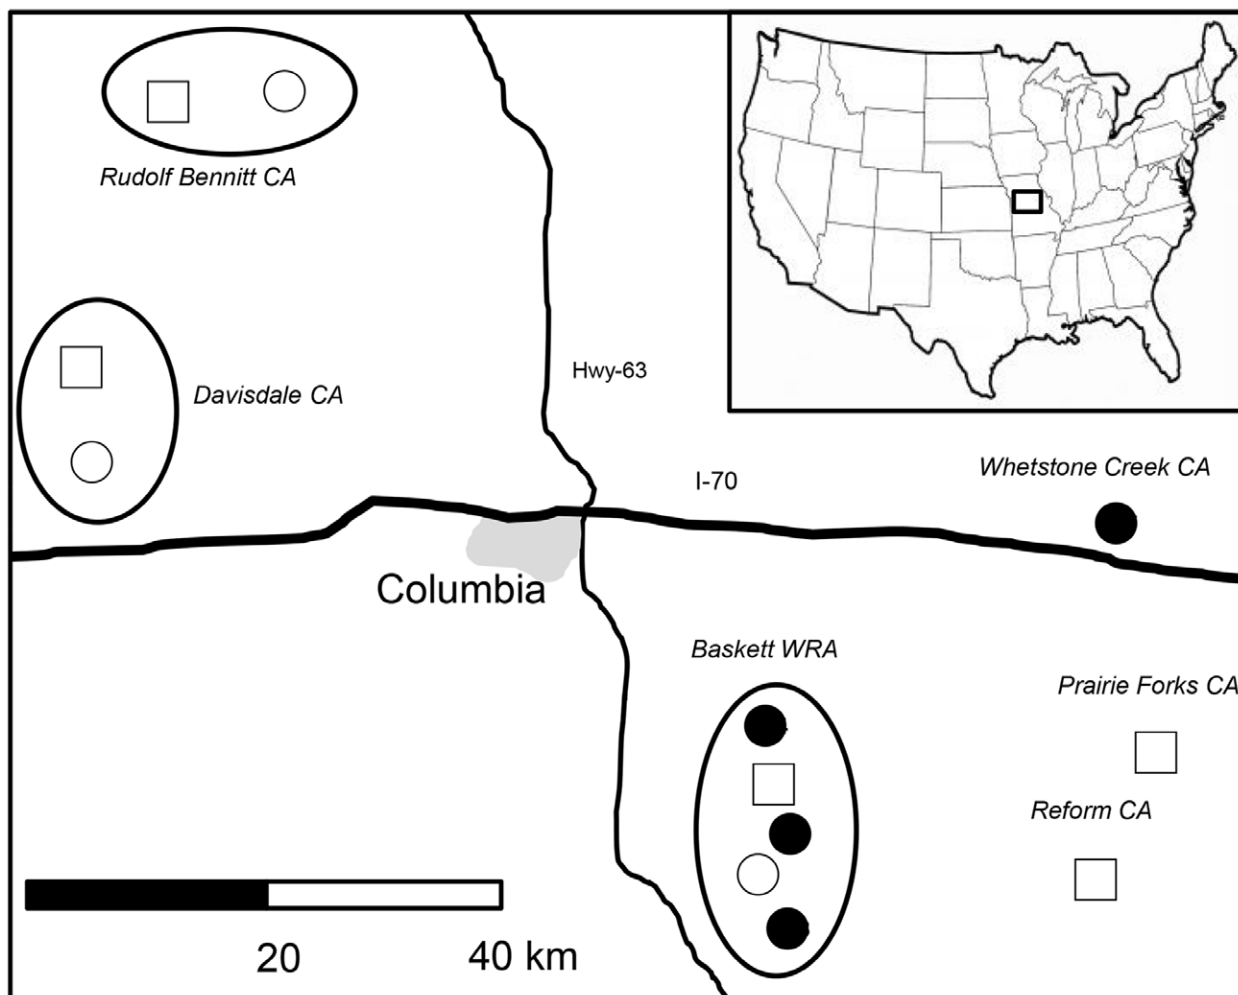 Rudolf Bennitt CA
Hwy-63
Davisdale CA
Whetstone Creek CA
I-70
Columbia
Baskett WRA
Prairie Forks CA
Reform CA
20
40 km